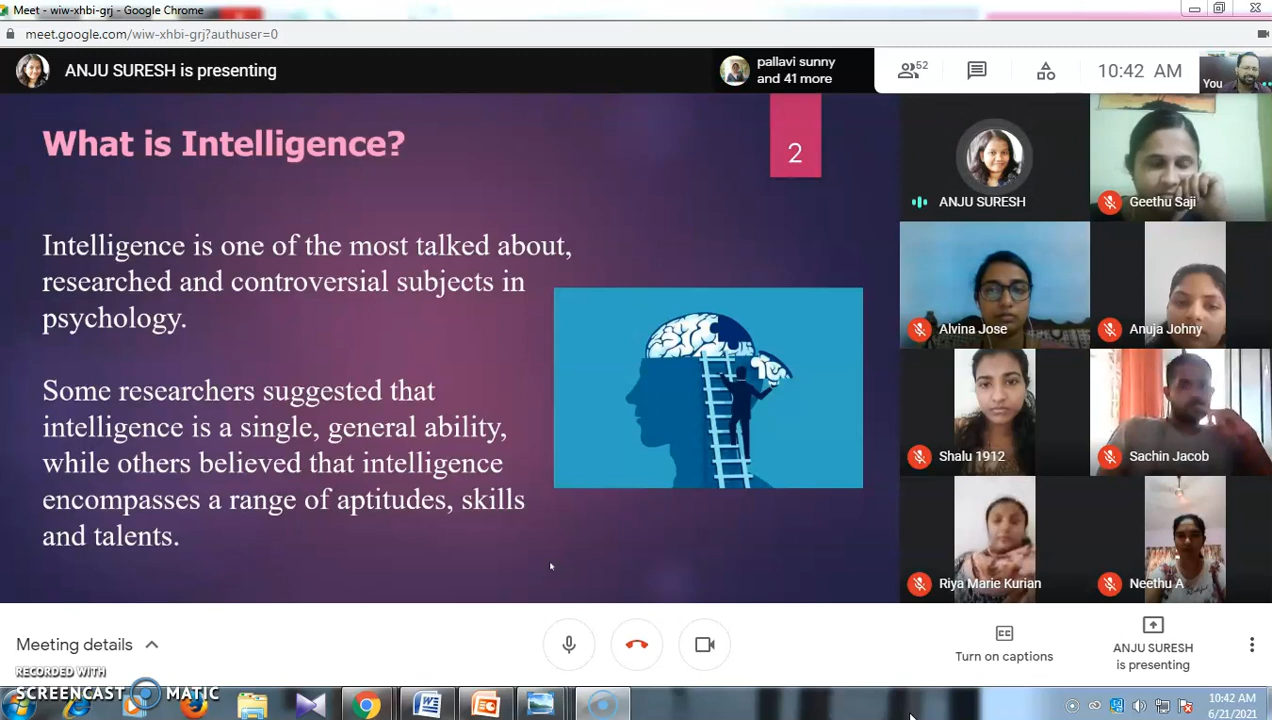 Meet - wiw-xhbi-grj - Google Chrome
meet.google.com/wiw-xhbi-grj?authuser=0
ANJU SURESH is presenting
pallavi sunny
and 41 more
52
10:42 AM
You
What is Intelligence?
2
Intelligence is one of the most talked about,
researched and controversial subjects in
psychology.
Some researchers suggested that
intelligence is a single, general ability,
while others believed that intelligence
encompasses a range of aptitudes, skills
and talents.
ANJU SURESH
Geethu Saji
Alvina Jose
Anuja Johny
Shalu 1912
Sachin Jacob
Riya Marie Kurian
Neethu A
Meeting details
CC
Turn on captions
ANJU SURESH
is presenting
RECORDED WITH
SCREENCAST MATIC
10:42 AM
6/21/2021